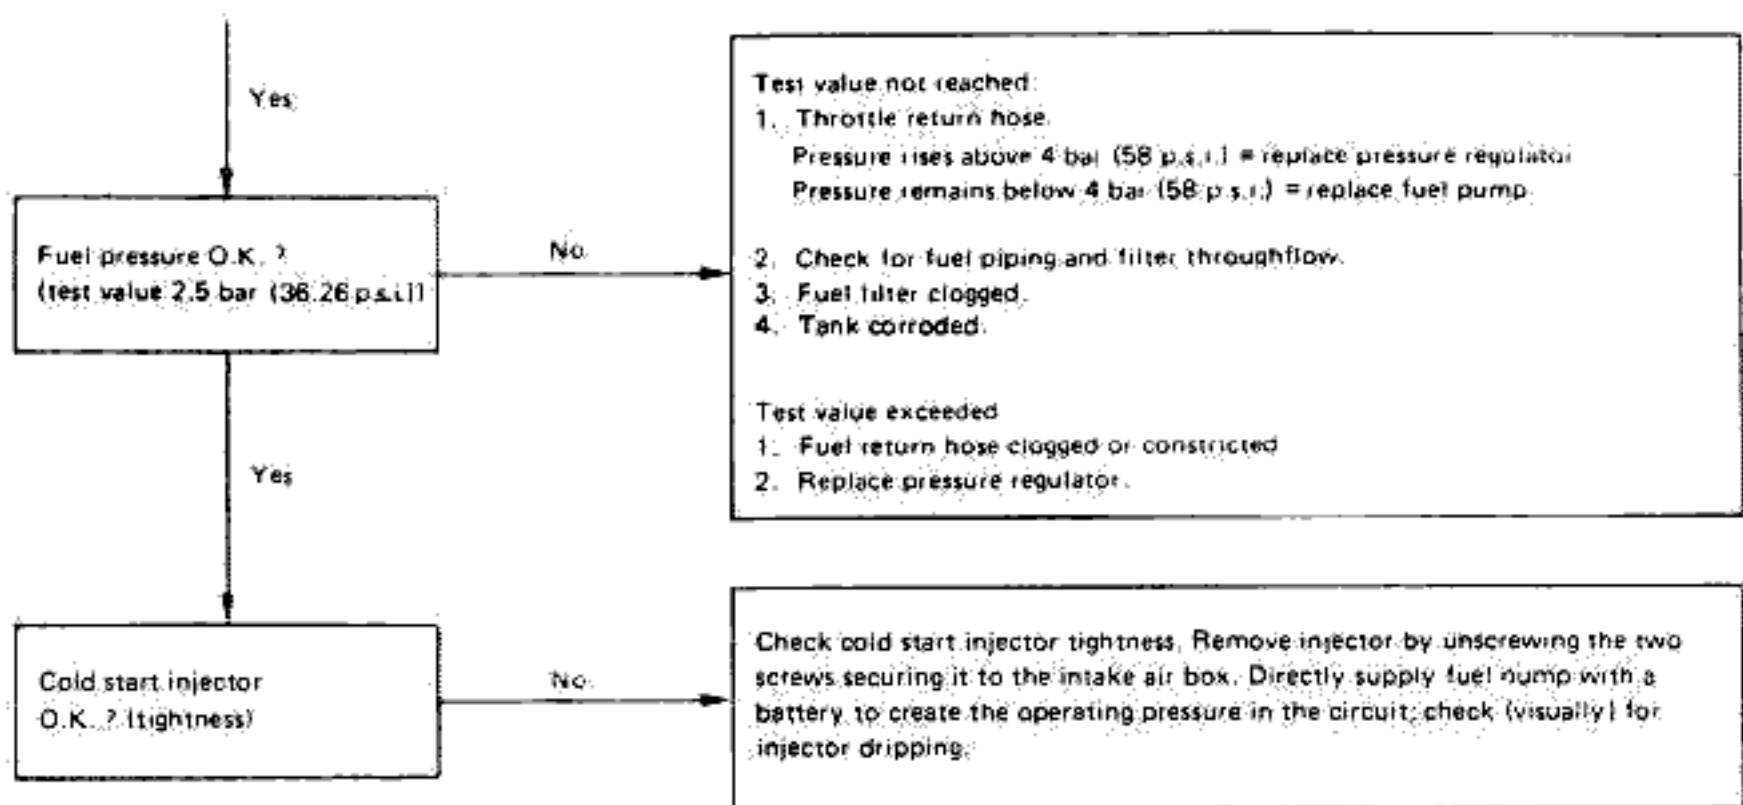 Yes
Test value not reached:
1. Throttle return hose.
Pressure rises above 4 bar (58 p.s.i.) = replace pressure regulator
Pressure remains below 4 bar (58 p.s.i.) = replace fuel pump
Fuel pressure O.K. ?
(test value 2.5 bar (36.26 p.s.i.))
No
2. Check for fuel piping and filter throughflow.
3. Fuel filter clogged.
4. Tank corroded.
Test value exceeded
1. Fuel return hose clogged or constricted
2. Replace pressure regulator.
Yes
Cold start injector
O.K. ? (tightness)
No
Check cold start injector tightness. Remove injector by unscrewing the two
screws securing it to the intake air box. Directly supply fuel pump with a
battery to create the operating pressure in the circuit; check (visually) for
injector dripping.